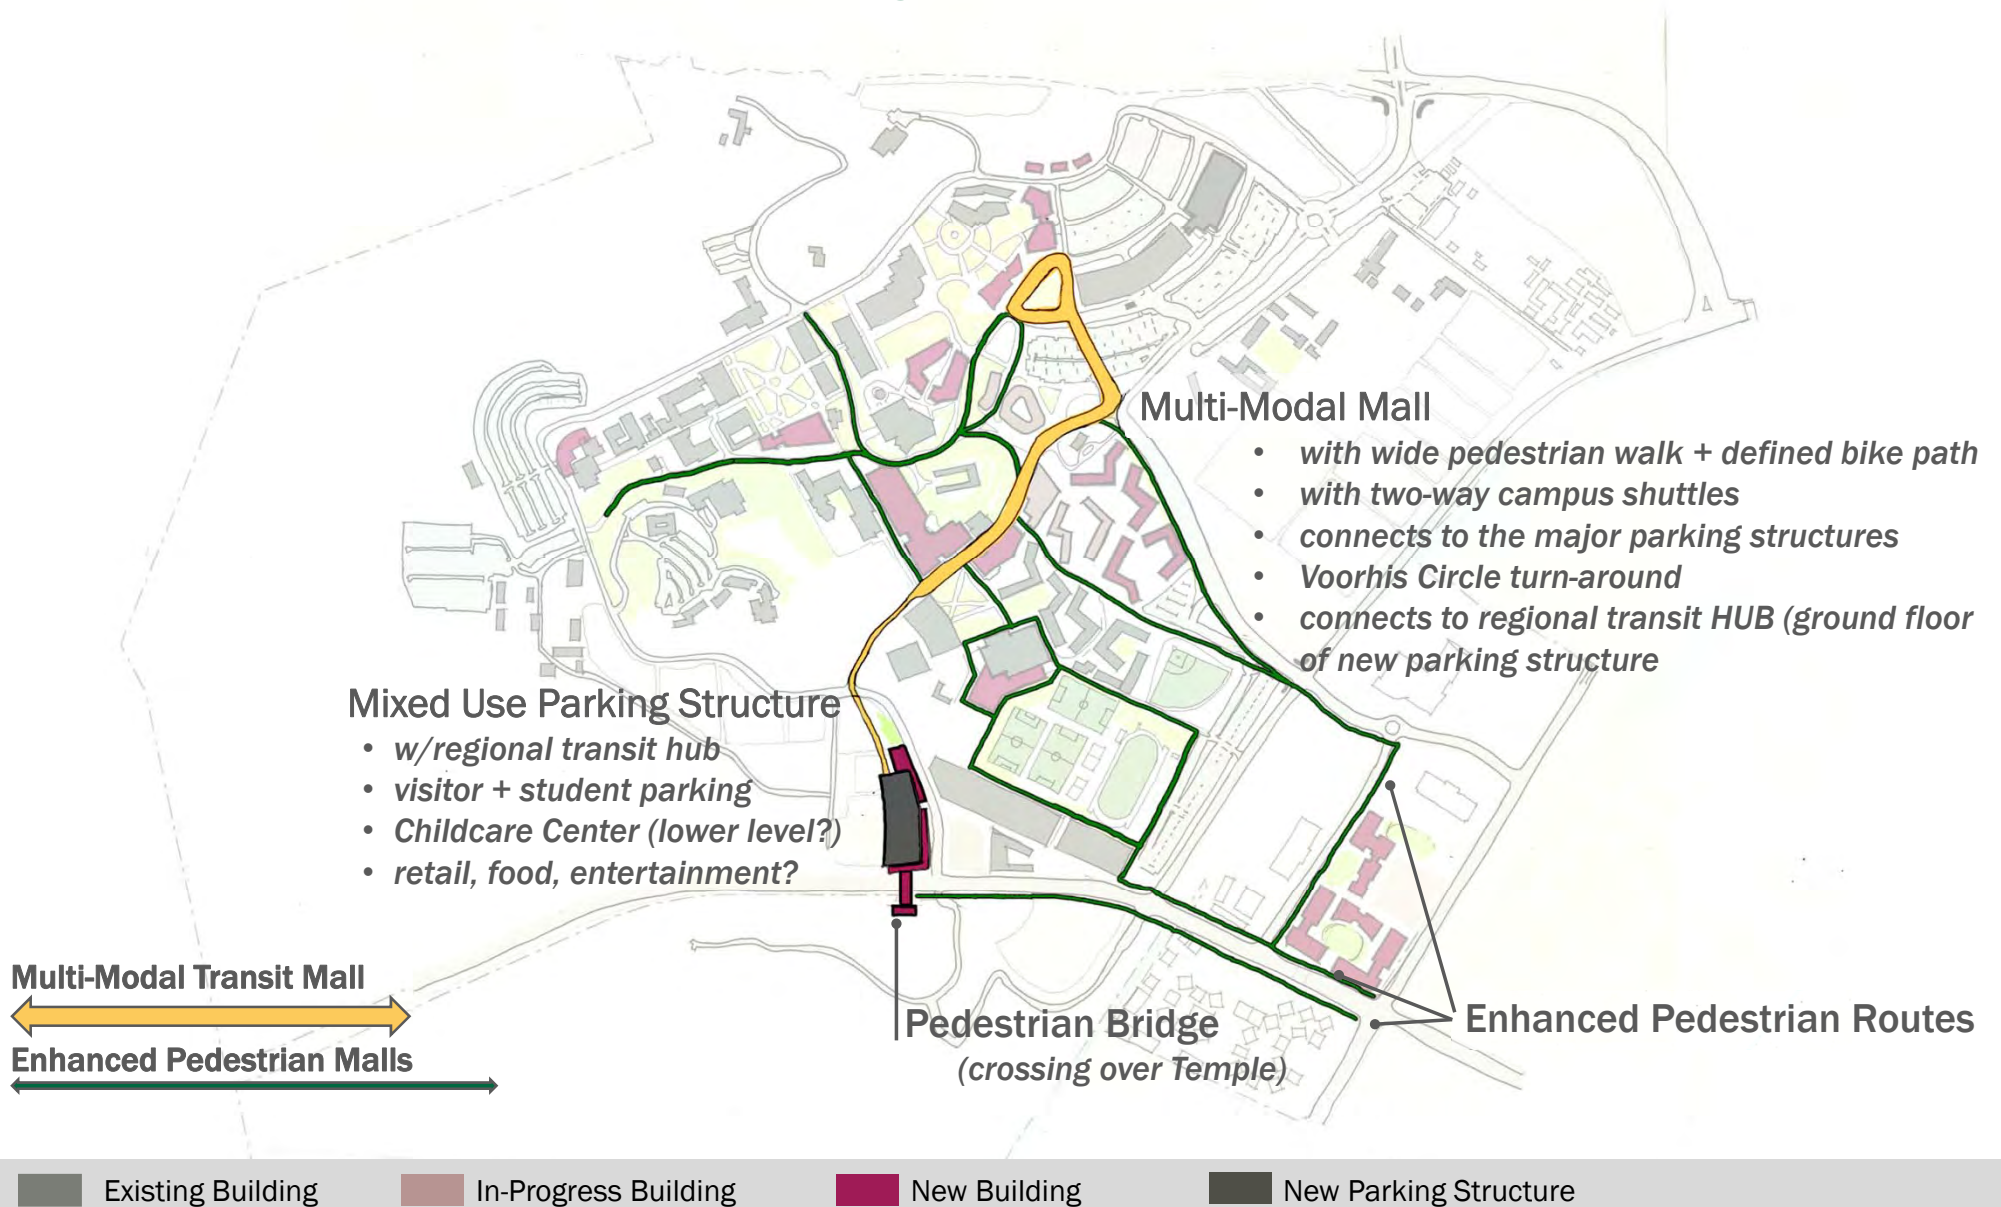 Multi-Modal Mall
• with wide pedestrian walk + defined bike path
• with two-way campus shuttles
• connects to the major parking structures
• Voorhis Circle turn-around
• connects to regional transit HUB (ground floor
of new parking structure
Mixed Use Parking Structure
• w/regional transit hub
• visitor + student parking
• Childcare Center (lower level?)
• retail, food, entertainment?
Multi-Modal Transit Mall
Enhanced Pedestrian Malls
Pedestrian Bridge
(crossing over Temple)
Enhanced Pedestrian Routes
Existing Building
In-Progress Building
New Building
New Parking Structure